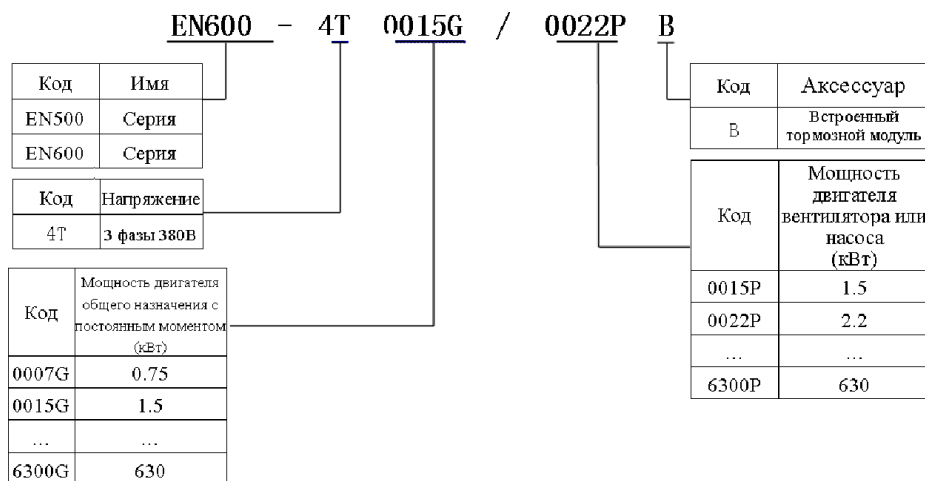 EN600 - 4T 0015G / 0022P B
Код Имя
EN500 Серия
EN600 Серия
Код Напряжение
4T 3 фазы 380В
Код Мощность двигателя
общего назначения с
постоянным моментом
(кВт)
0007G 0.75
0015G 1.5
... ...
6300G 630
Код Аксессуар
B Встроенный
тормозной модуль
Код Мощность
двигателя
вентилятора или
насоса
(кВт)
0015P 1.5
0022P 2.2
... ...
6300P 630